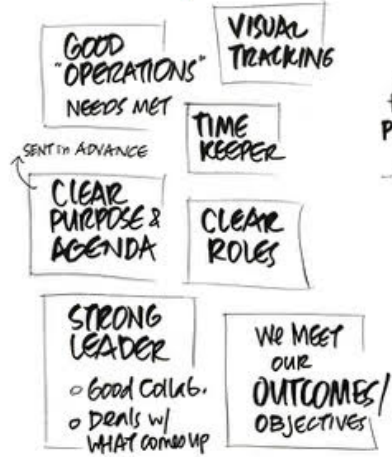 GOOD
"OPERATIONS"
NEEDS MET
VISUAL
TRACKING
TIME
KEEPER
SENT in ADVANCE
CLEAR
PURPOSE &
AGENDA
CLEAR
ROLES
STRONG
LEADER
o Good Collab.
o Deals w/
WHAT comes up
We MEET
OUR
OUTCOMES/
OBJECTIVES